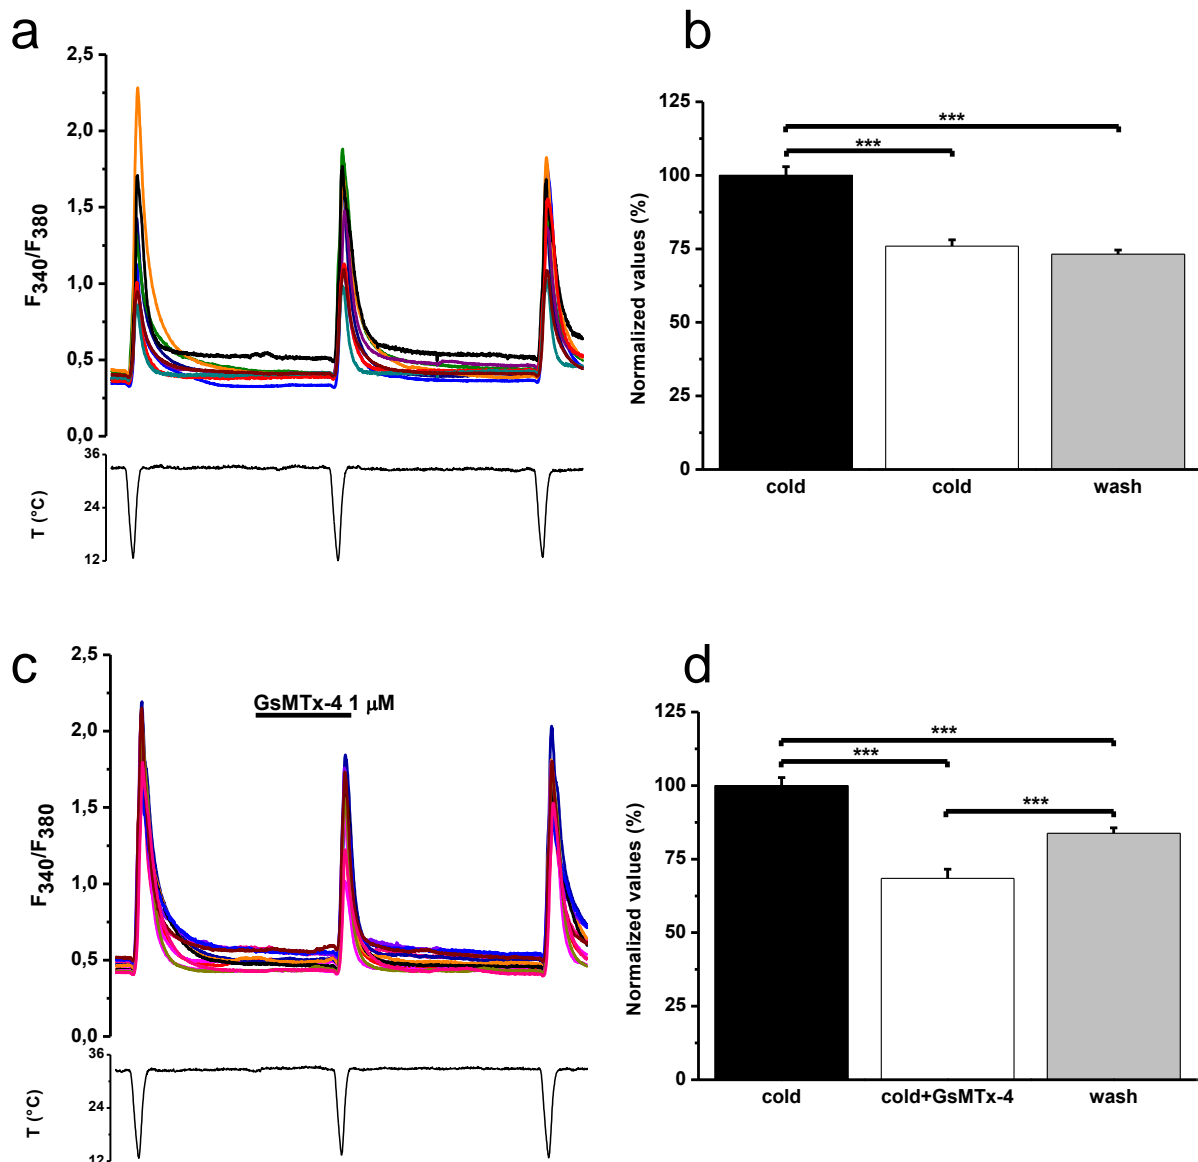 a
2,5
2,0
1,5
1,0
0,5
0,0
F340/F380
36
24
12
T (°C)
b
125
100
75
50
25
0
Normalized values (%)
***
***
cold
cold
wash
c
2,5
2,0
1,5
1,0
0,5
0,0
F340/F380
GsMTx-4 1 μM
36
24
12
T (°C)
d
125
100
75
50
25
0
Normalized values (%)
***
***
***
cold
cold+GsMTx-4
wash